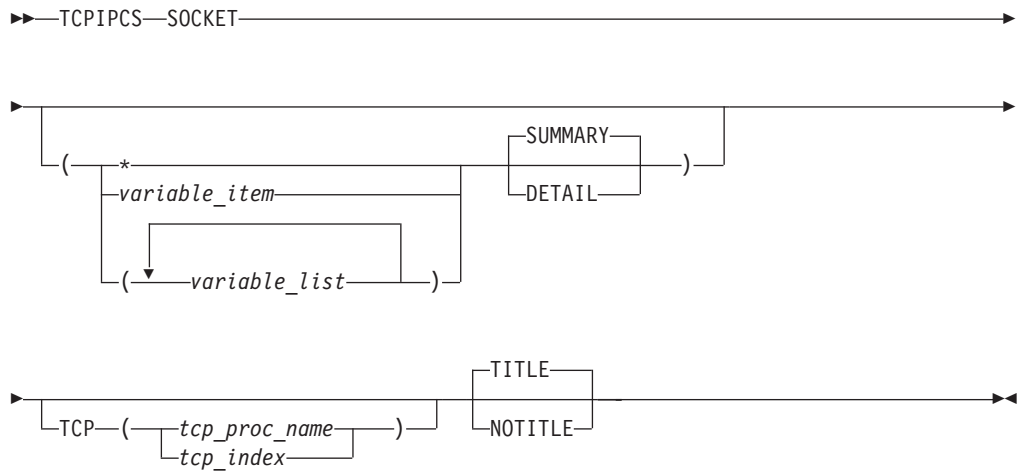 TCPIPCS SOCKET
SUMMARY
( * )
variable_item DETAIL
( variable_list )
TITLE
TCP ( tcp_proc_name ) NOTITLE
tcp_index